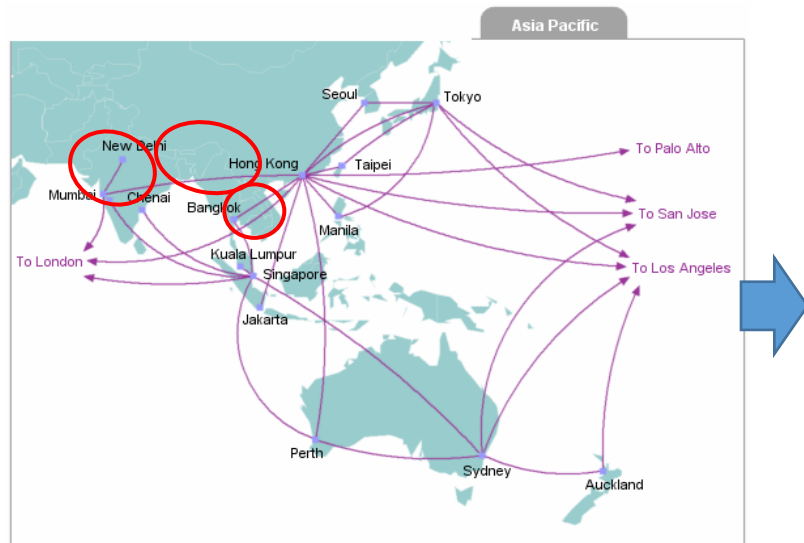 Asia Pacific
Seoul
Tokyo
New Delhi
Hong Kong
Taipei
To Palo Alto
Mumbai
Chenai
Bangkok
Manila
To San Jose
Kuala Lumpur
To London
Singapore
To Los Angeles
Jakarta
Perth
Sydney
Auckland